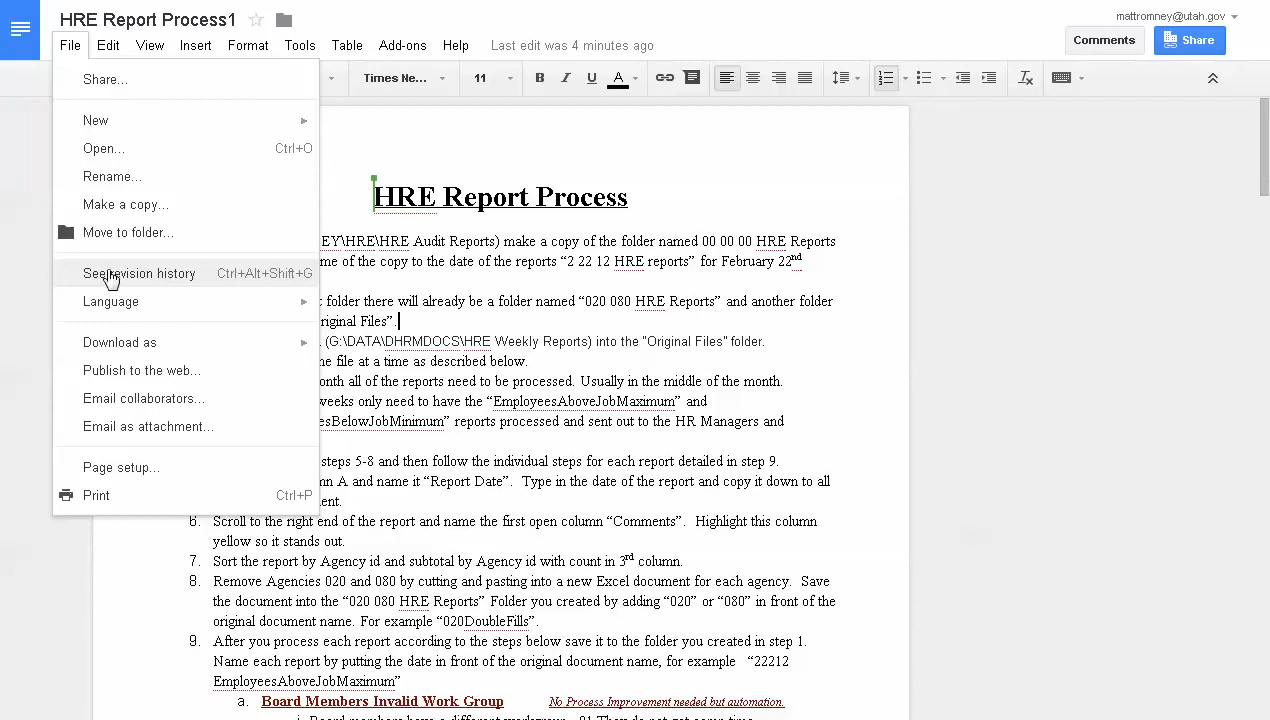 HRE Report Process1
mattromney@utah.gov
File Edit View Insert Format Tools Table Add-ons Help Last edit was 4 minutes ago
Comments Share
Times Ne... 11 B I U A
Share...
New
Open... Ctrl+O
Rename...
Make a copy...
Move to folder...
See revision history Ctrl+Alt+Shift+G
Language
Download as
Publish to the web...
Email collaborators...
Email as attachment...
Page setup...
Print Ctrl+P
HRE Report Process
EY\HRE\HRE Audit Reports) make a copy of the folder named 00 00 00 HRE Reports
me of the copy to the date of the reports “2 22 12 HRE reports” for February 22nd
t folder there will already be a folder named “020 080 HRE Reports” and another folder
riginal Files”.
. (G:\DATA\DHRMDOCS\HRE Weekly Reports) into the "Original Files" folder.
ne file at a time as described below.
onth all of the reports need to be processed. Usually in the middle of the month.
weeks only need to have the “EmployeesAboveJobMaximum” and
esBelowJobMinimum” reports processed and sent out to the HR Managers and
steps 5-8 and then follow the individual steps for each report detailed in step 9.
mn A and name it “Report Date”. Type in the date of the report and copy it down to all
ment.
6. Scroll to the right end of the report and name the first open column “Comments”. Highlight this column
yellow so it stands out.
7. Sort the report by Agency id and subtotal by Agency id with count in 3rd column.
8. Remove Agencies 020 and 080 by cutting and pasting into a new Excel document for each agency. Save
the document into the “020 080 HRE Reports” Folder you created by adding “020” or “080” in front of the
original document name. For example “020DoubleFills”.
9. After you process each report according to the steps below save it to the folder you created in step 1.
Name each report by putting the date in front of the original document name, for example “22212
EmployeesAboveJobMaximum”
a. Board Members Invalid Work Group No Process Improvement needed but automation.